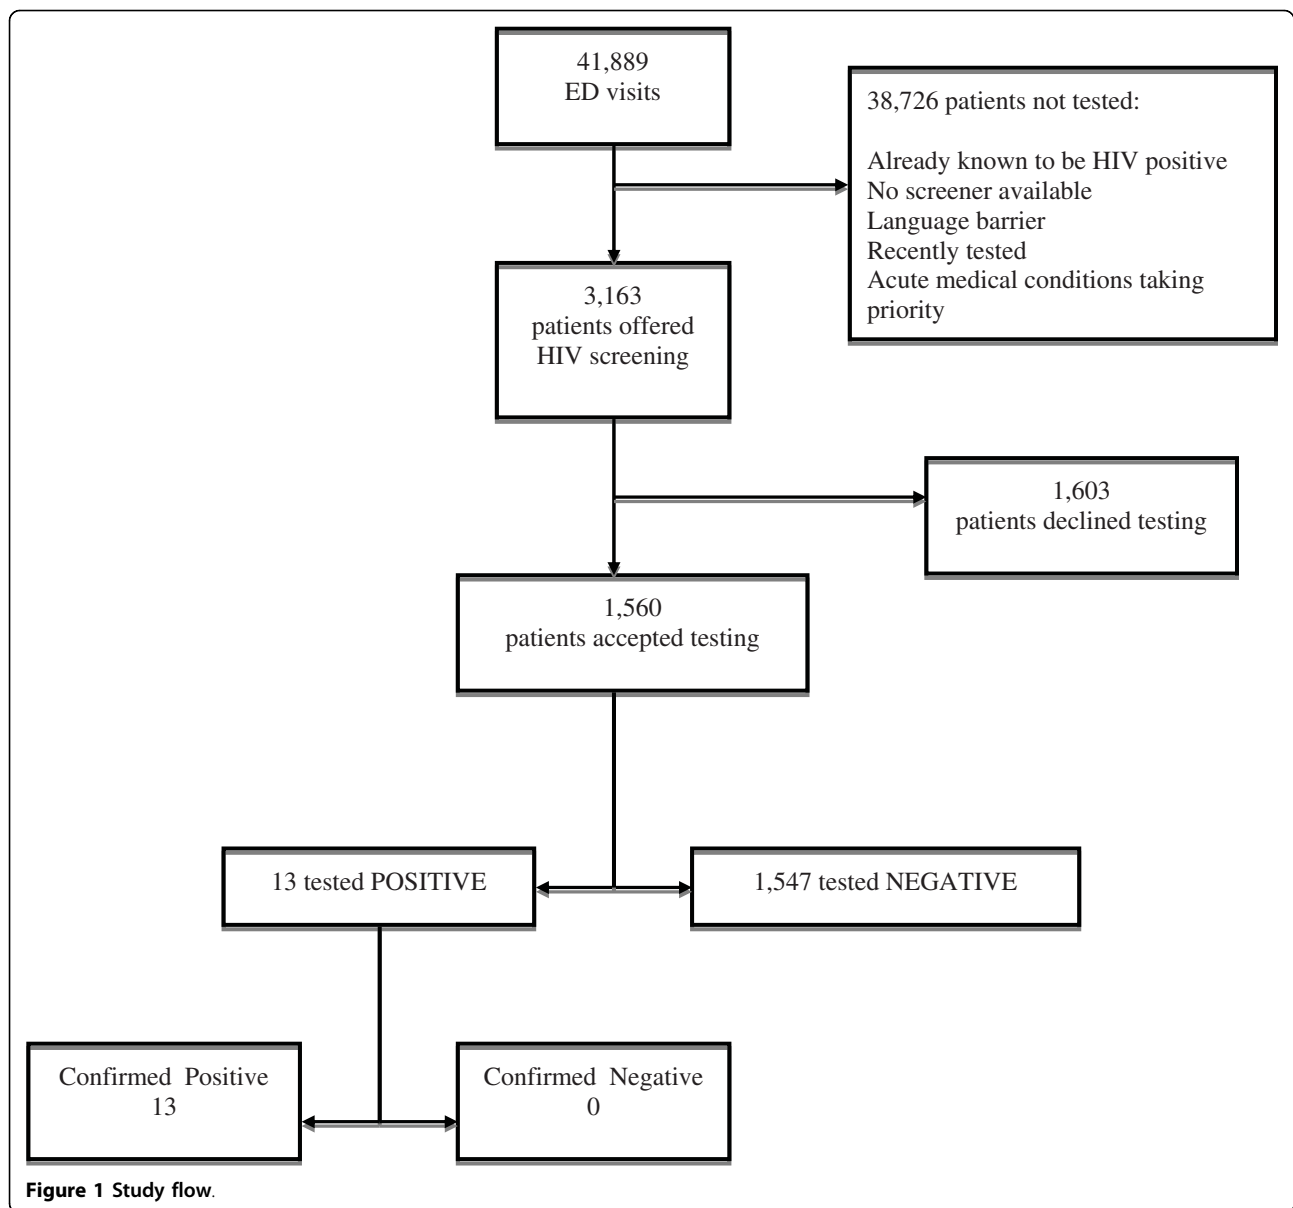 41,889
ED visits
38,726 patients not tested:
Already known to be HIV positive
No screener available
Language barrier
Recently tested
Acute medical conditions taking
priority
3,163
patients offered
HIV screening
1,603
patients declined testing
1,560
patients accepted testing
13 tested POSITIVE
1,547 tested NEGATIVE
Confirmed Positive
13
Confirmed Negative
0
Figure 1 Study flow.